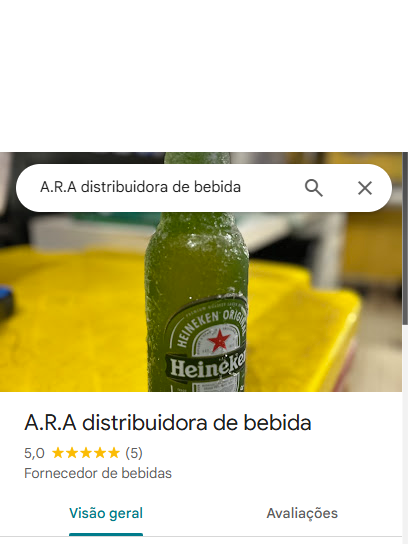 A.R.A distribuidora de bebida
HEINEKEN ORIGINAL
Heineken
A.R.A distribuidora de bebida
5,0 ★★★★★ (5)
Fornecedor de bebidas
Visão geral
Avaliações